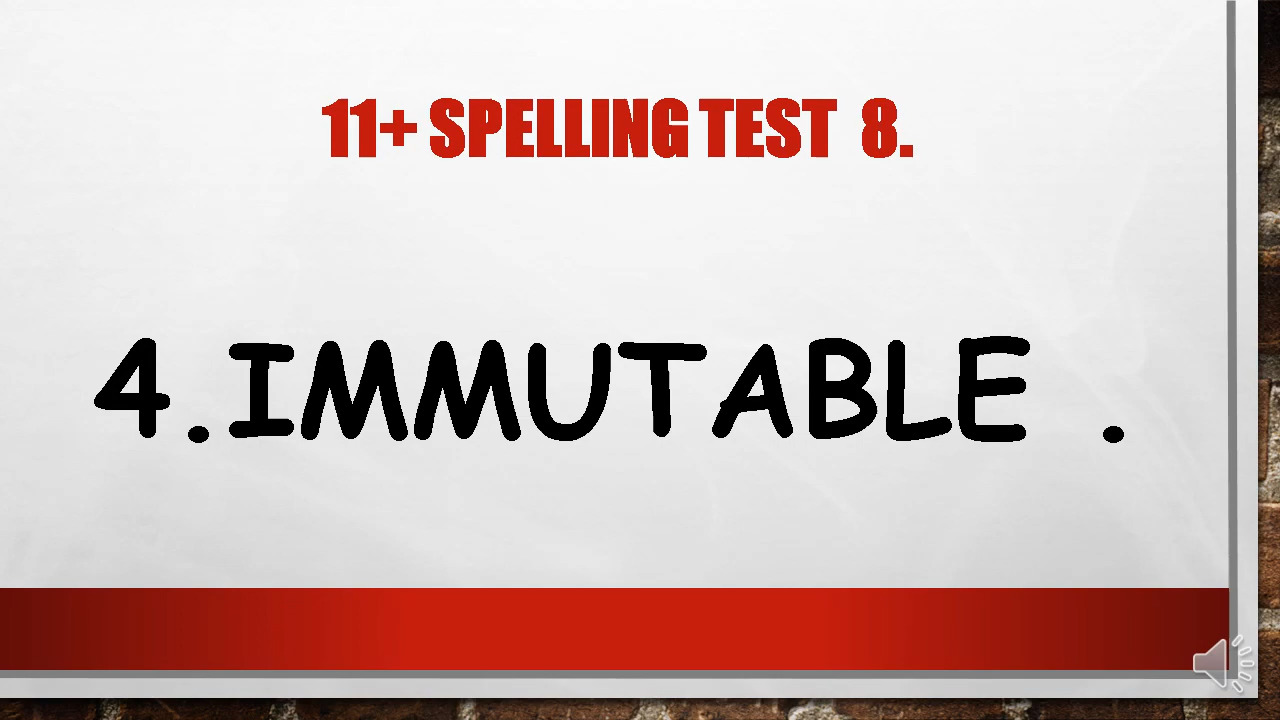 11+ SPELLING TEST 8.
4.IMMUTABLE .